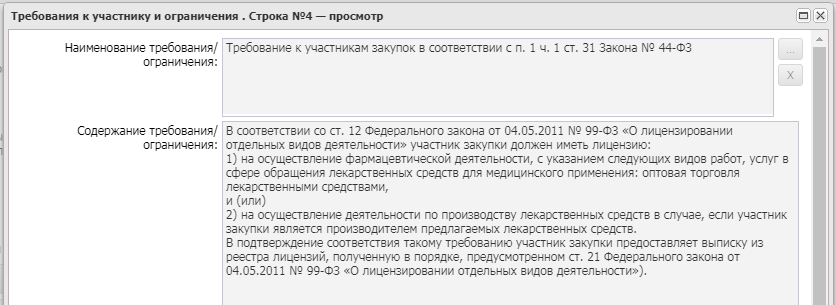 Требования к участнику и ограничения . Строка №4 — просмотр
Наименование требования/
ограничения:
Требование к участникам закупок в соответствии с п. 1 ч. 1 ст. 31 Закона № 44-ФЗ
...
X
Содержание требования/
ограничения:
В соответствии со ст. 12 Федерального закона от 04.05.2011 № 99-ФЗ «О лицензировании
отдельных видов деятельности» участник закупки должен иметь лицензию:
1) на осуществление фармацевтической деятельности, с указанием следующих видов работ, услуг в
сфере обращения лекарственных средств для медицинского применения: оптовая торговля
лекарственными средствами,
и (или)
2) на осуществление деятельности по производству лекарственных средств в случае, если участник
закупки является производителем предлагаемых лекарственных средств.
В подтверждение соответствия такому требованию участник закупки предоставляет выписку из
реестра лицензий, полученную в порядке, предусмотренном ст. 21 Федерального закона от
04.05.2011 № 99-ФЗ «О лицензировании отдельных видов деятельности»).